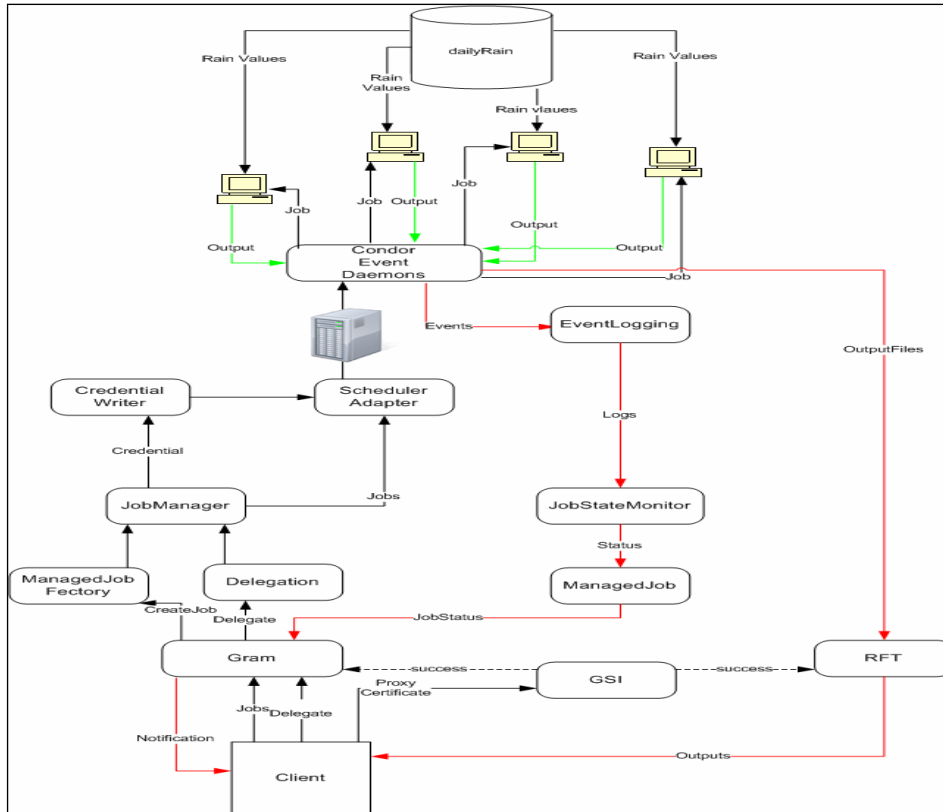 dailyRain
Rain Values
Rain
Values
Rain vlaues
Rain Values
Job
Job
Output
Job
Output
Output
Output
Job
Condor
Event
Daemons
Events
EventLogging
OutputFiles
Credential
Writer
Scheduler
Adapter
Logs
Credential
Jobs
JobManager
JobStateMonitor
Status
ManagedJob
Fectory
Delegation
ManagedJob
CreateJob
Delegate
JobStatus
Gram
success
GSI
success
RFT
Proxy
Certificate
Jobs
Delegate
Notification
Client
Outputs